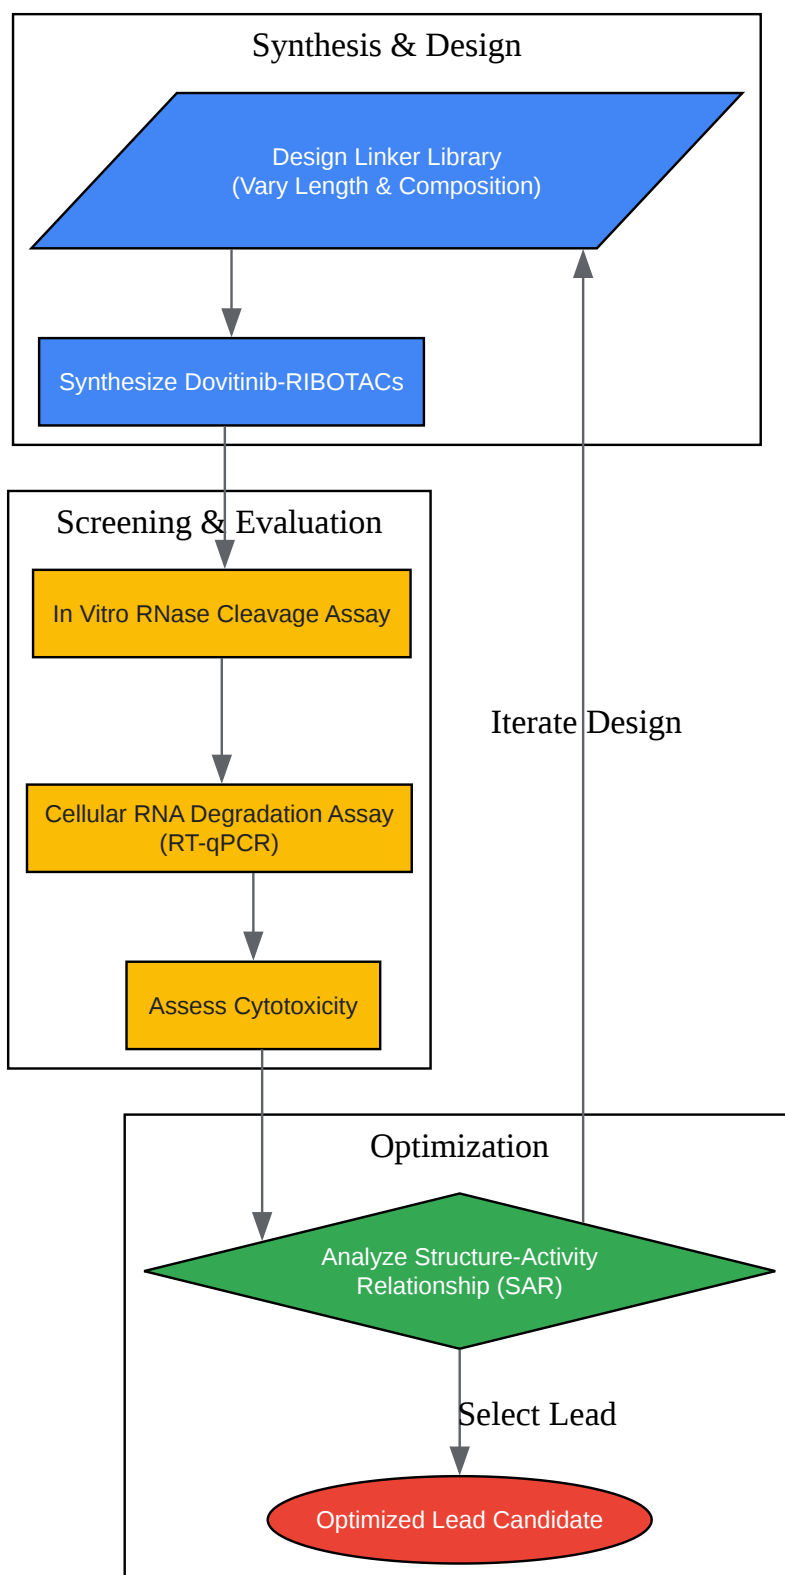 Synthesis & Design
Design Linker Library
(Vary Length & Composition)
Synthesize Dovitinib-RIBOTACs
Screening & Evaluation
In Vitro RNase Cleavage Assay
Iterate Design
Cellular RNA Degradation Assay
(RT-qPCR)
Assess Cytotoxicity
Optimization
Analyze Structure-Activity
Relationship (SAR)
Select Lead
Optimized Lead Candidate